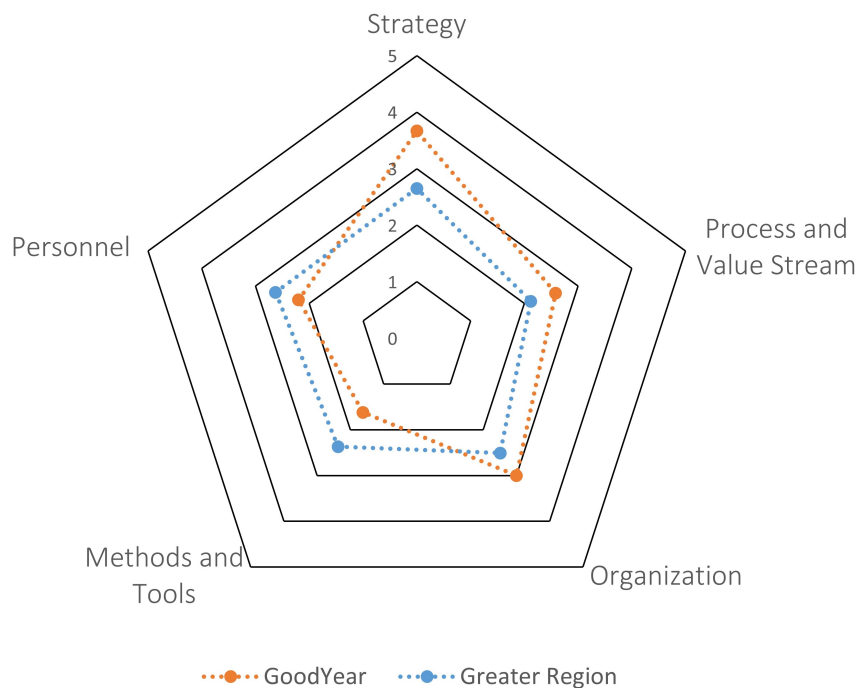 Strategy
5
4
3
2
1
0
Process and
Value Stream
Personnel
Methods and
Tools
Organization
GoodYear
Greater Region